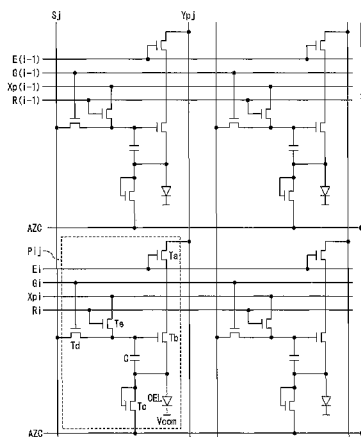 Sj Ypj
E(i-1)
G(i-1)
Xp(i-1)
R(i-1)
AZC
Pij
Ta
Ei
Gi
Xpi
Ri
Te
Td
Tb
C
CEL
Tc
Vcom
AZC